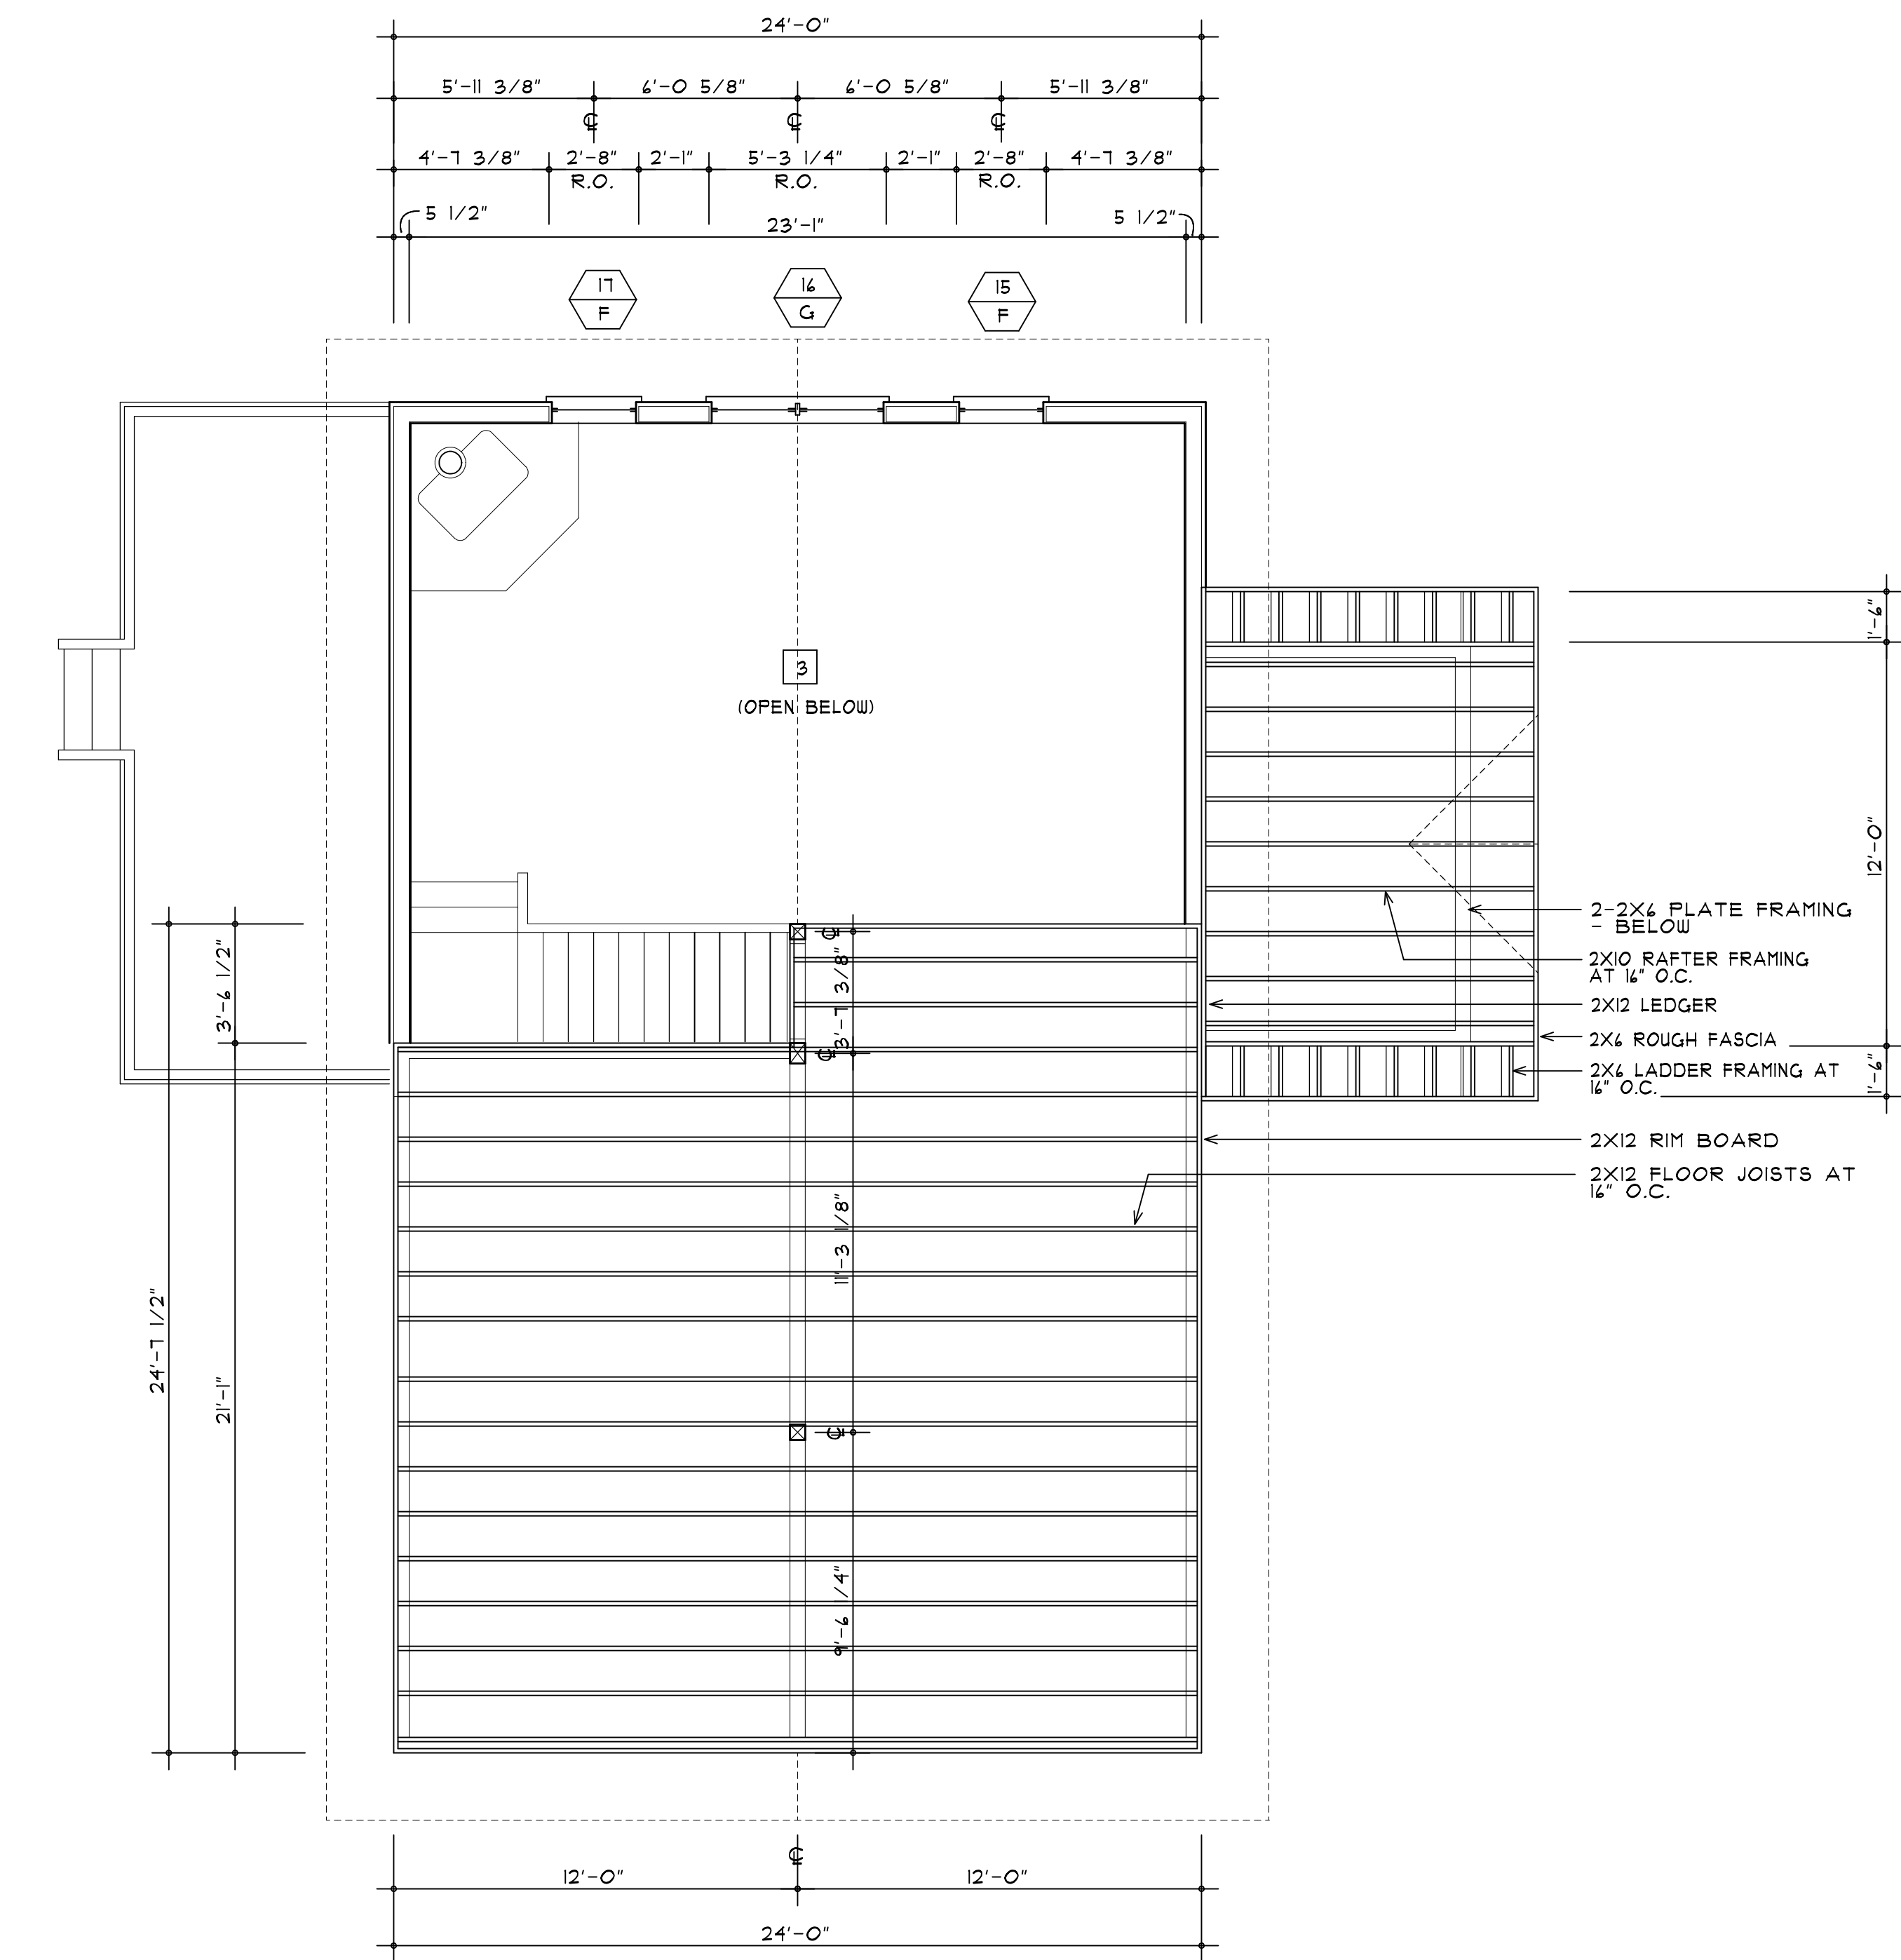 24'-0"
5'-11 3/8" 6'-0 5/8" 6'-0 5/8" 5'-11 3/8"
℄ ℄ ℄
4'-7 3/8" 2'-8" 2'-1" 5'-3 1/4" 2'-1" 2'-8" 4'-7 3/8"
R.O. R.O. R.O.
5 1/2" 23'-1" 5 1/2"
17 16 15
F G F
3
(OPEN BELOW)
1'-6"
12'-0"
1'-6"
2-2X6 PLATE FRAMING
- BELOW
2X10 RAFTER FRAMING
AT 16" O.C.
2X12 LEDGER
2X6 ROUGH FASCIA
2X6 LADDER FRAMING AT
16" O.C.
2X12 RIM BOARD
2X12 FLOOR JOISTS AT
16" O.C.
℄
3'-7 3/8"
℄
11'-3 1/8"
℄
9'-6 1/4"
3'-6 1/2"
24'-7 1/2"
21'-1"
℄
12'-0" 12'-0"
24'-0"